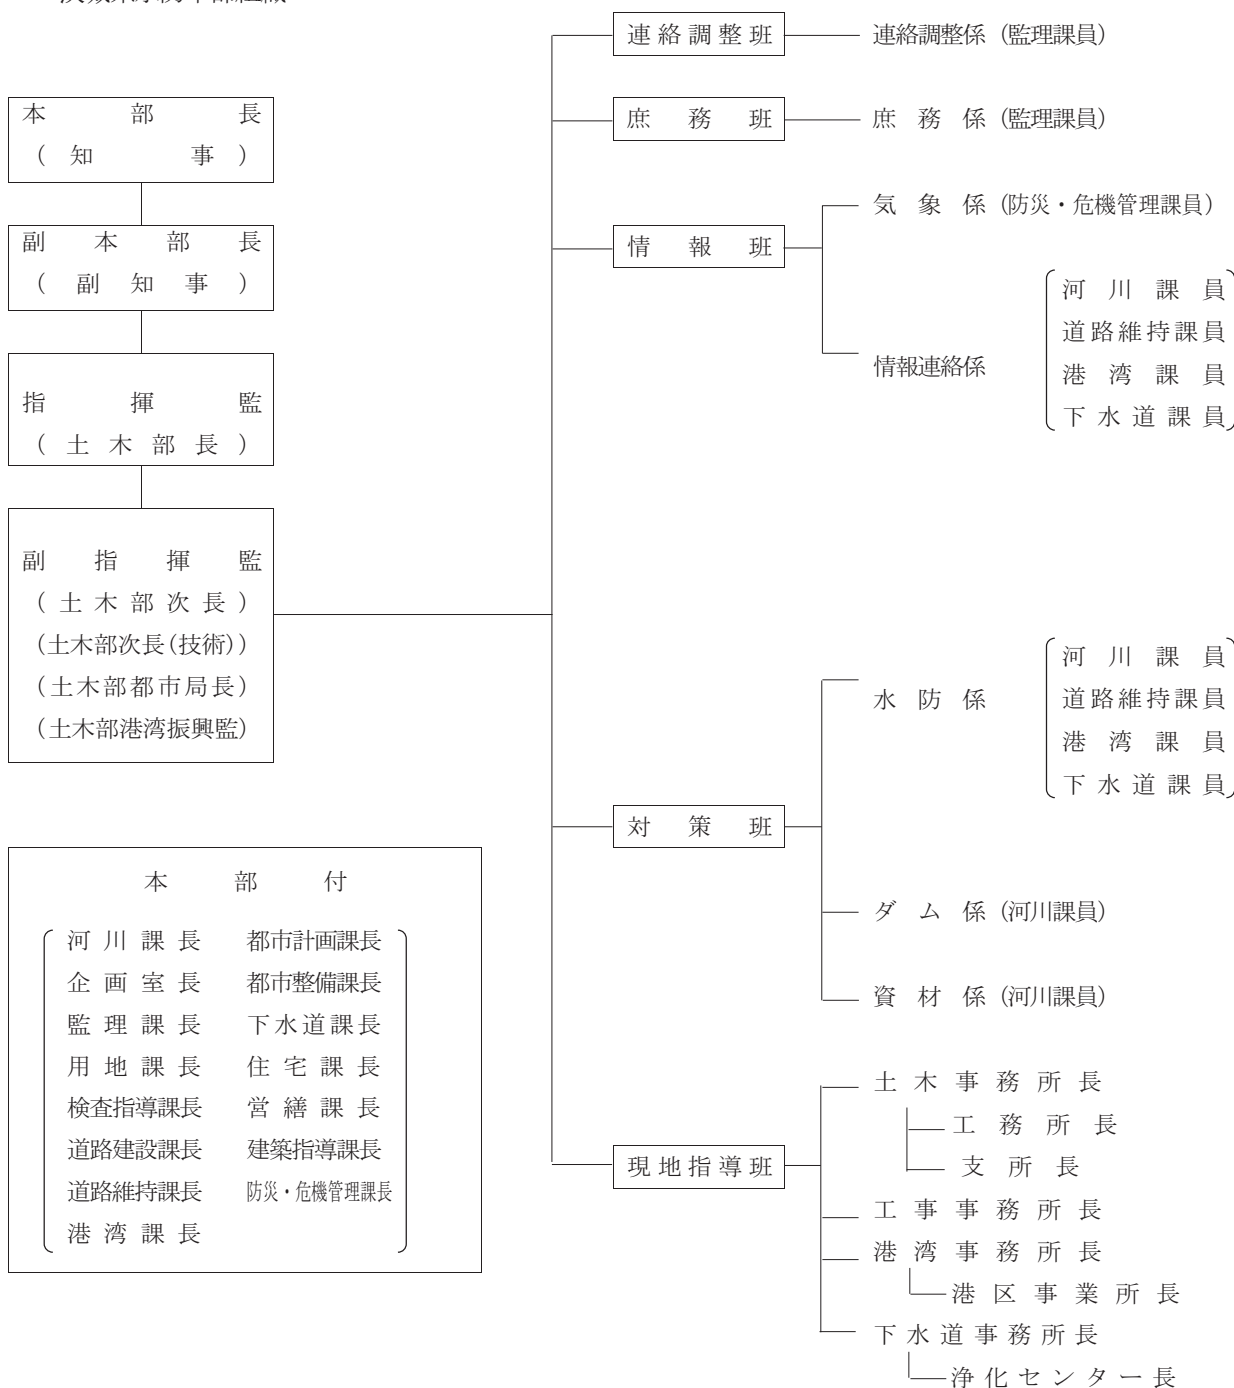 本部長
(知事)
副本部長
(副知事)
指揮監
(土木部長)
副指揮監
(土木部次長)
(土木部次長(技術))
(土木部都市局長)
(土木部港湾振興監)
本部付
河川課長 都市計画課長
企画室長 都市整備課長
監理課長 下水道課長
用地課長 住宅課長
検査指導課長 営繕課長
道路建設課長 建築指導課長
道路維持課長 防災・危機管理課長
港湾課長
連絡調整班 連絡調整係(監理課員)
庶務班 庶務係(監理課員)
情報班
気象係(防災・危機管理課員)
情報連絡係
河川課員
道路維持課員
港湾課員
下水道課員
対策班
水防係
河川課員
道路維持課員
港湾課員
下水道課員
ダム係(河川課員)
資材係(河川課員)
現地指導班
土木事務所長
工務所長
支所長
工事事務所長
港湾事務所長
港区事業所長
下水道事務所長
浄化センター長